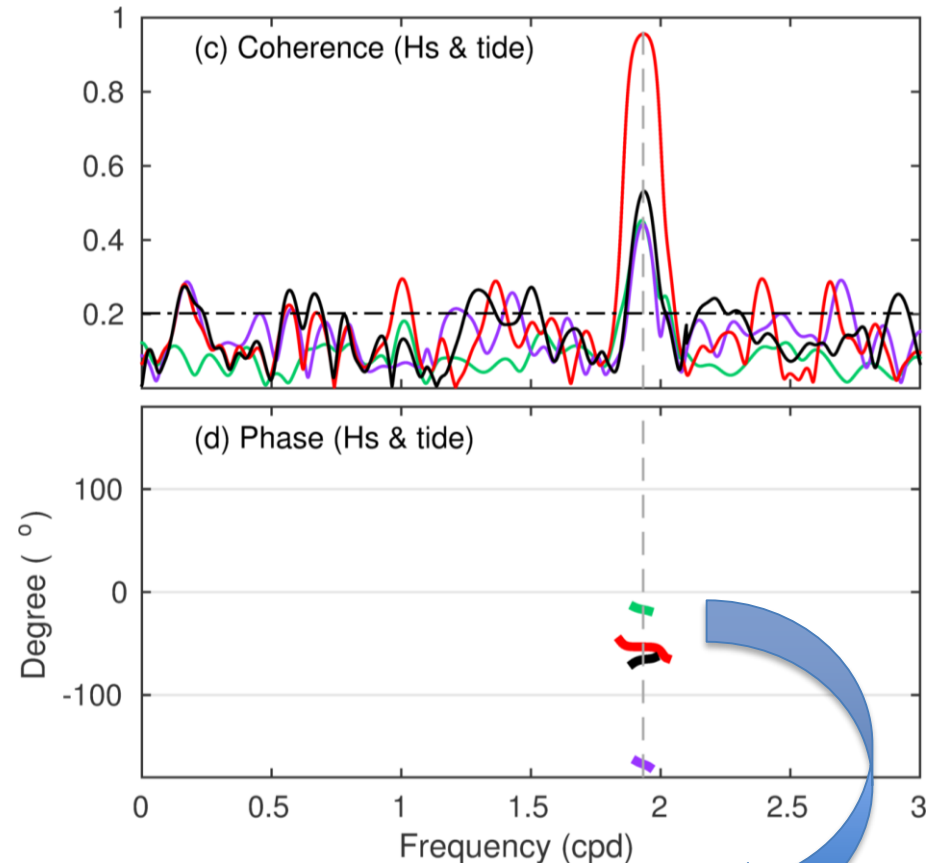 1
(c) Coherence (Hs & tide)
0.8
0.6
0.4
0.2
(d) Phase (Hs & tide)
100
0
-100
Degree ( º)
0 0.5 1 1.5 2 2.5 3
Frequency (cpd)